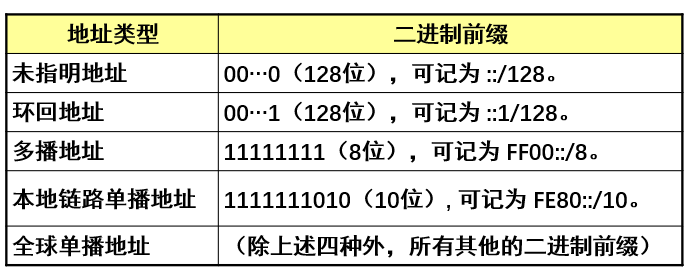 地址类型 二进制前缀
未指明地址 00…0（128位），可记为 ::/128。
环回地址 00…1（128位），可记为 ::1/128。
多播地址 11111111（8位），可记为 FF00::/8。
本地链路单播地址 1111111010（10位）, 可记为 FE80::/10。
全球单播地址 （除上述四种外，所有其他的二进制前缀）